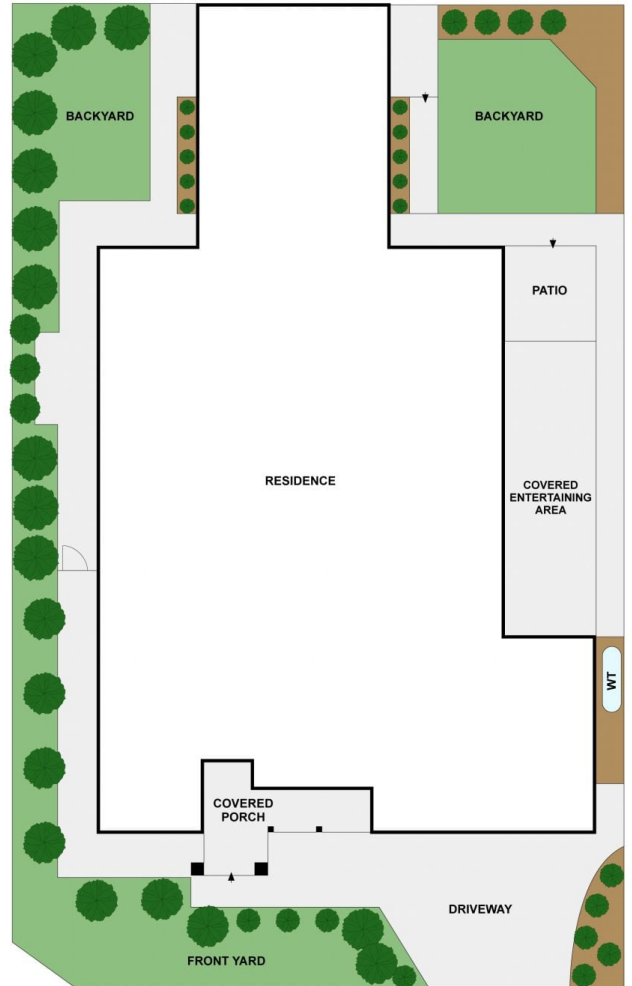 BACKYARD
BACKYARD
PATIO
RESIDENCE
COVERED
ENTERTAINING
AREA
WT
COVERED
PORCH
DRIVEWAY
FRONT YARD